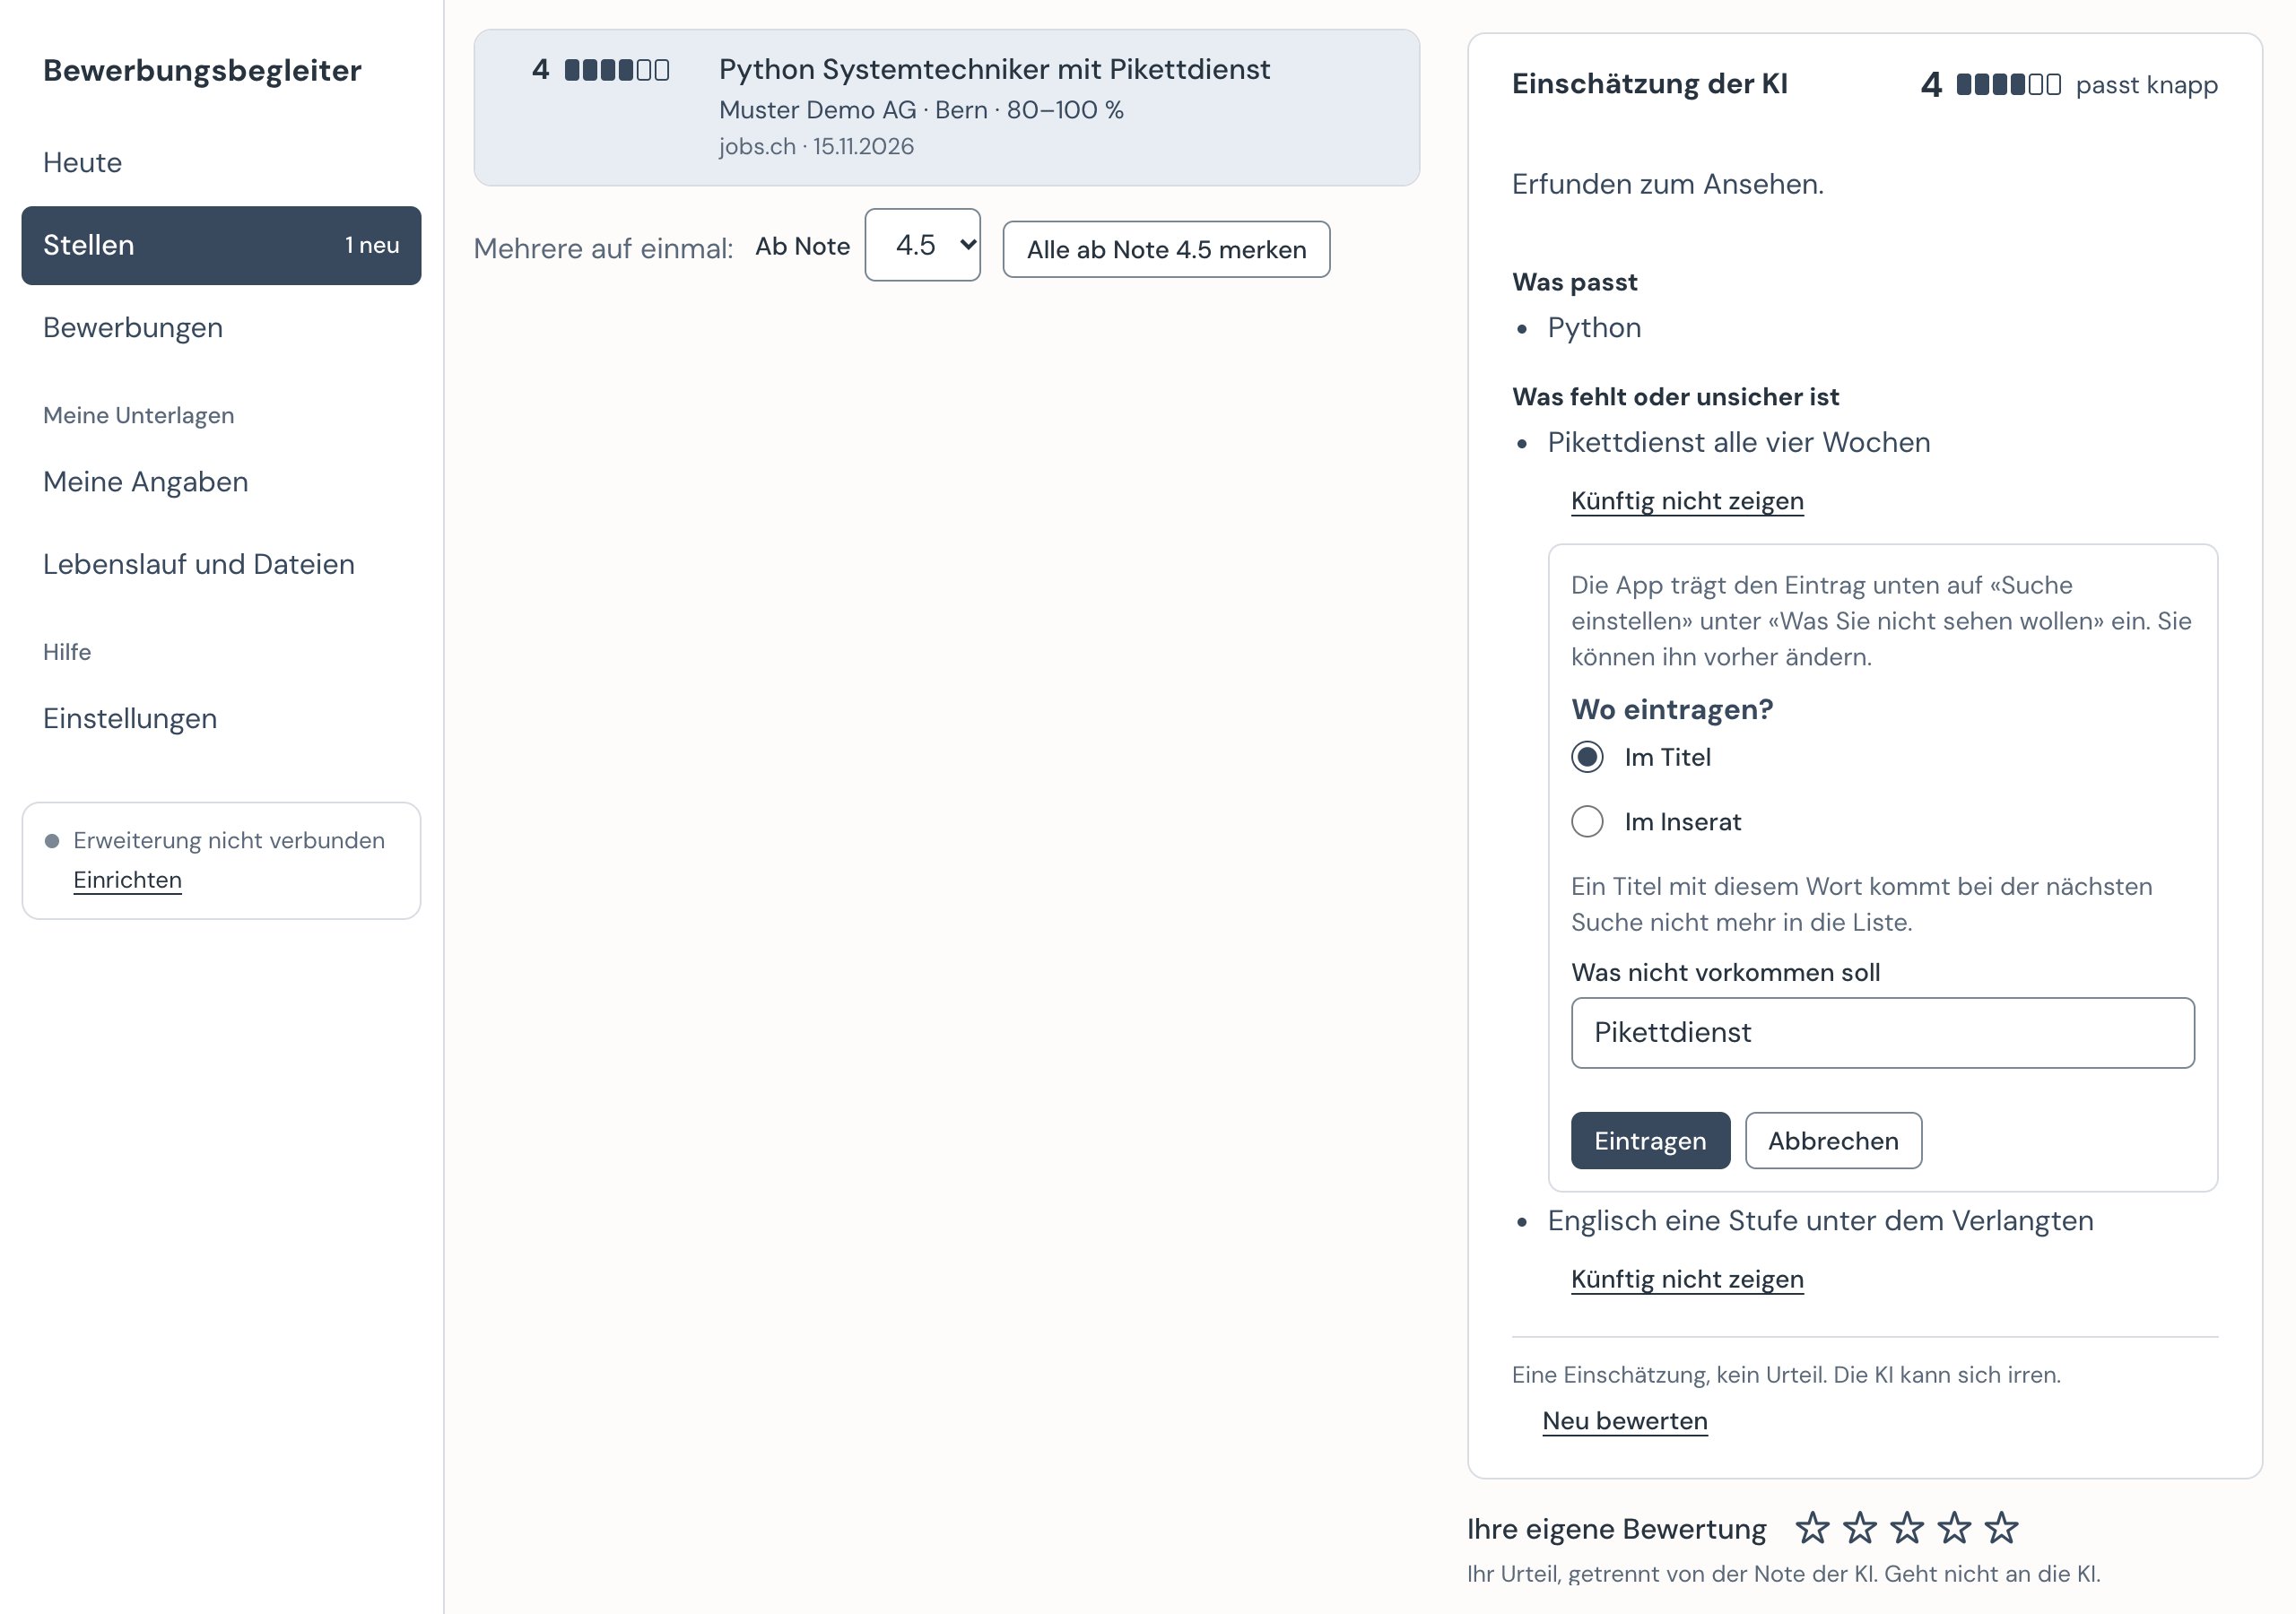 Bewerbungsbegleiter
Heute
Stellen 1 neu
Bewerbungen
Meine Unterlagen
Meine Angaben
Lebenslauf und Dateien
Hilfe
Einstellungen
Erweiterung nicht verbunden
Einrichten
4 Python Systemtechniker mit Pikettdienst
Muster Demo AG · Bern · 80–100 %
jobs.ch · 15.11.2026
Mehrere auf einmal: Ab Note 4.5 Alle ab Note 4.5 merken
Einschätzung der KI 4 passt knapp
Erfunden zum Ansehen.
Was passt
• Python
Was fehlt oder unsicher ist
• Pikettdienst alle vier Wochen
Künftig nicht zeigen
Die App trägt den Eintrag unten auf «Suche
einstellen» unter «Was Sie nicht sehen wollen» ein. Sie
können ihn vorher ändern.
Wo eintragen?
Im Titel
Im Inserat
Ein Titel mit diesem Wort kommt bei der nächsten
Suche nicht mehr in die Liste.
Was nicht vorkommen soll
Pikettdienst
Eintragen Abbrechen
• Englisch eine Stufe unter dem Verlangten
Künftig nicht zeigen
Eine Einschätzung, kein Urteil. Die KI kann sich irren.
Neu bewerten
Ihre eigene Bewertung
Ihr Urteil, getrennt von der Note der KI. Geht nicht an die KI.